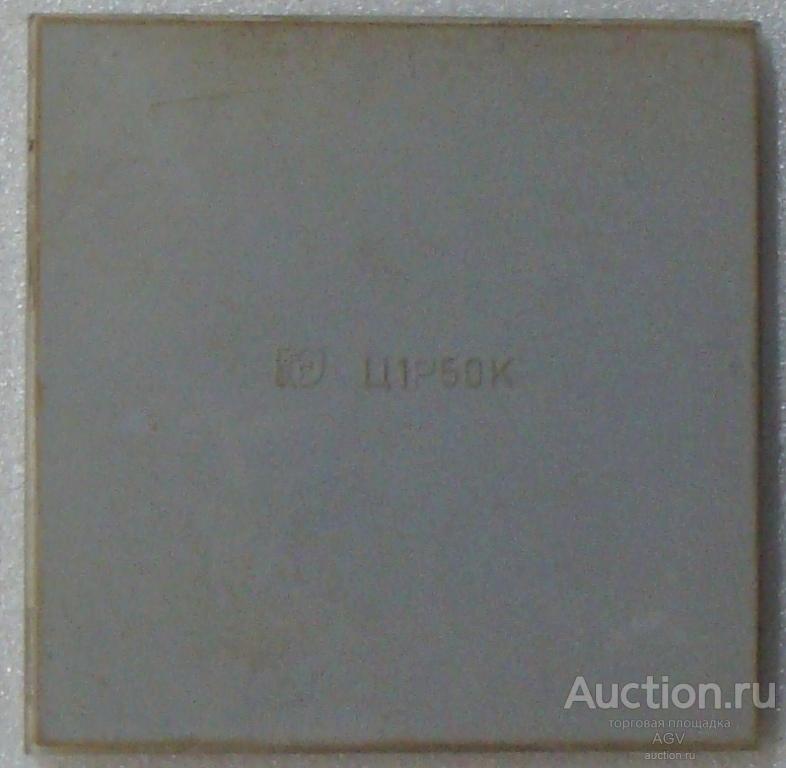 Ц1Р50К
Auction.ru
торговая площадка
AGV
auction.ru